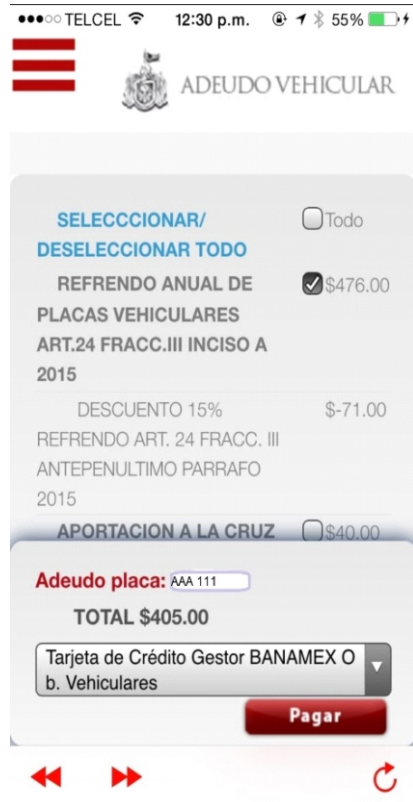 TELCEL 12:30 p.m. 55%
ADEUDO VEHICULAR
SELECCCIONAR/ Todo
DESELECCIONAR TODO
REFRENDO ANUAL DE $476.00
PLACAS VEHICULARES
ART.24 FRACC.III INCISO A
2015
DESCUENTO 15% $-71.00
REFRENDO ART. 24 FRACC. III
ANTEPENULTIMO PARRAFO
2015
APORTACION A LA CRUZ $40.00
Adeudo placa: AAA 111
TOTAL $405.00
Tarjeta de Crédito Gestor BANAMEX O
b. Vehiculares
Pagar